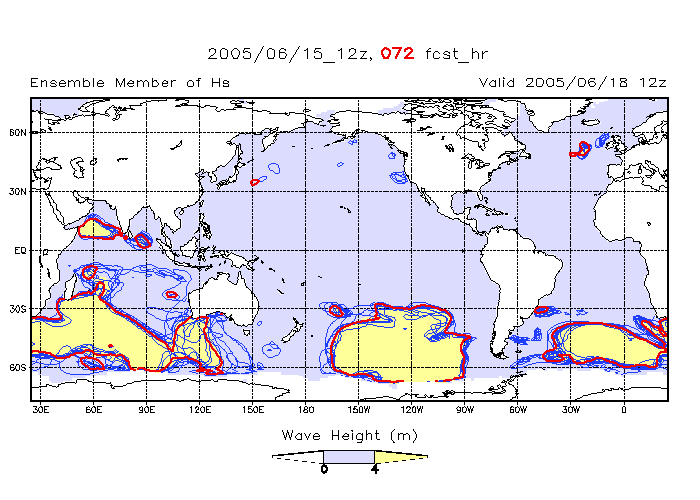 2005/06/15_12z, 072 fcst_hr
Ensemble Member of Hs
Valid 2005/06/18 12z
60N
30N
EQ
30S
60S
30E 60E 90E 120E 150E 180 150W 120W 90W 60W 30W 0
Wave Height (m)
0 4